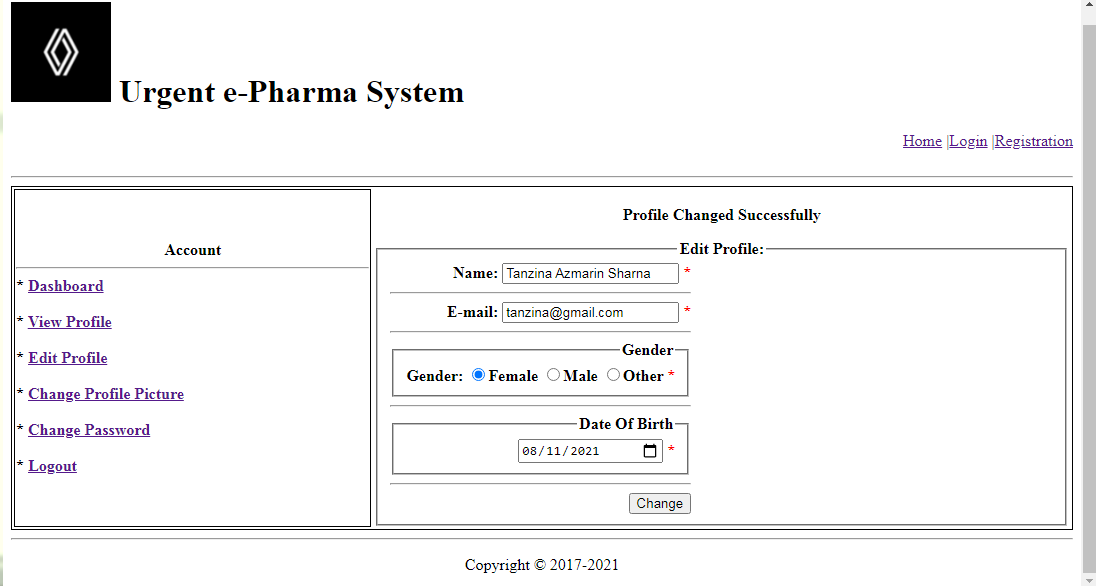 Urgent e-Pharma System
Home |Login |Registration
Account
* Dashboard
* View Profile
* Edit Profile
* Change Profile Picture
* Change Password
* Logout
Profile Changed Successfully
Edit Profile:
Name: Tanzina Azmarin Sharna *
E-mail: tanzina@gmail.com *
Gender
Gender: Female Male Other *
Date Of Birth
08/11/2021 *
Change
Copyright © 2017-2021